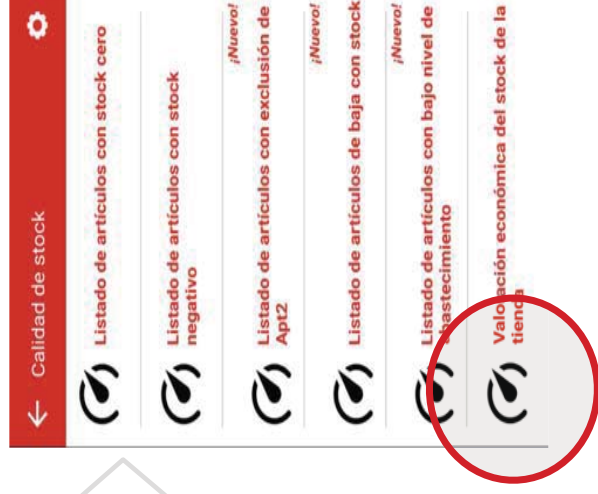 ← Calidad de stock
Listado de artículos con stock cero
Listado de artículos con stock
negativo
¡Nuevo!
Listado de artículos con exclusión de
Apt2
¡Nuevo!
Listado de artículos de baja con stock
¡Nuevo!
Listado de artículos con bajo nivel de
abastecimiento
Valoración económica del stock de la
tienda